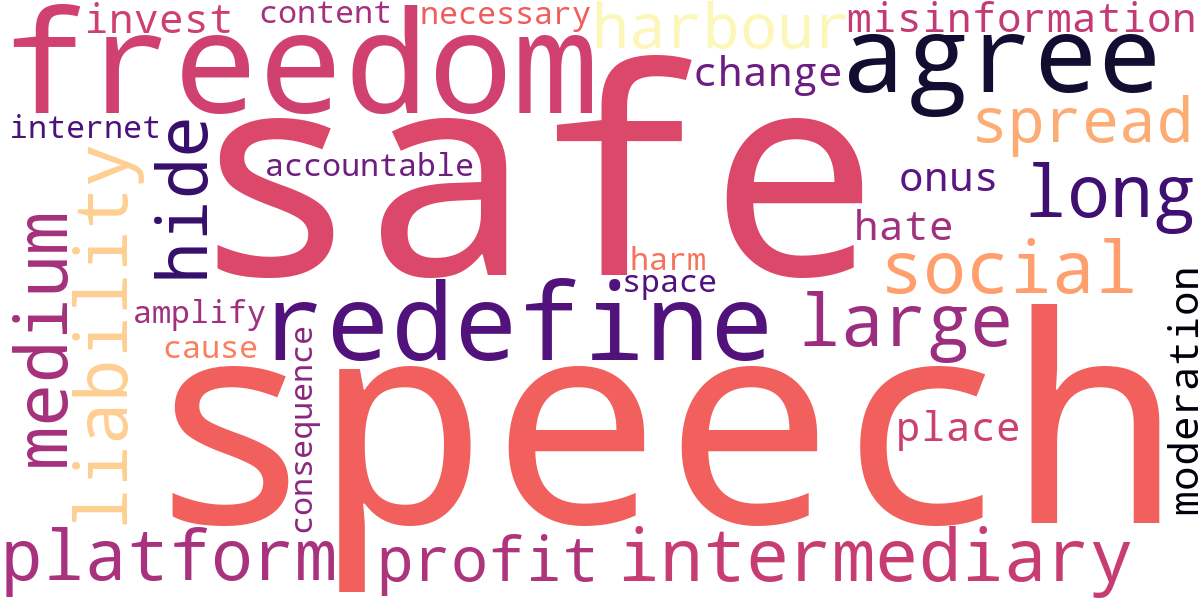 invest
content
necessary
misinformation
freedom
harbour
agree
safe
change
spread
internet
hide
accountable
onus
long
liability
medium
hate
social
harm
space
redefine
large
amplify
cause
consequence
speech
place
moderation
platform
profit
intermediary